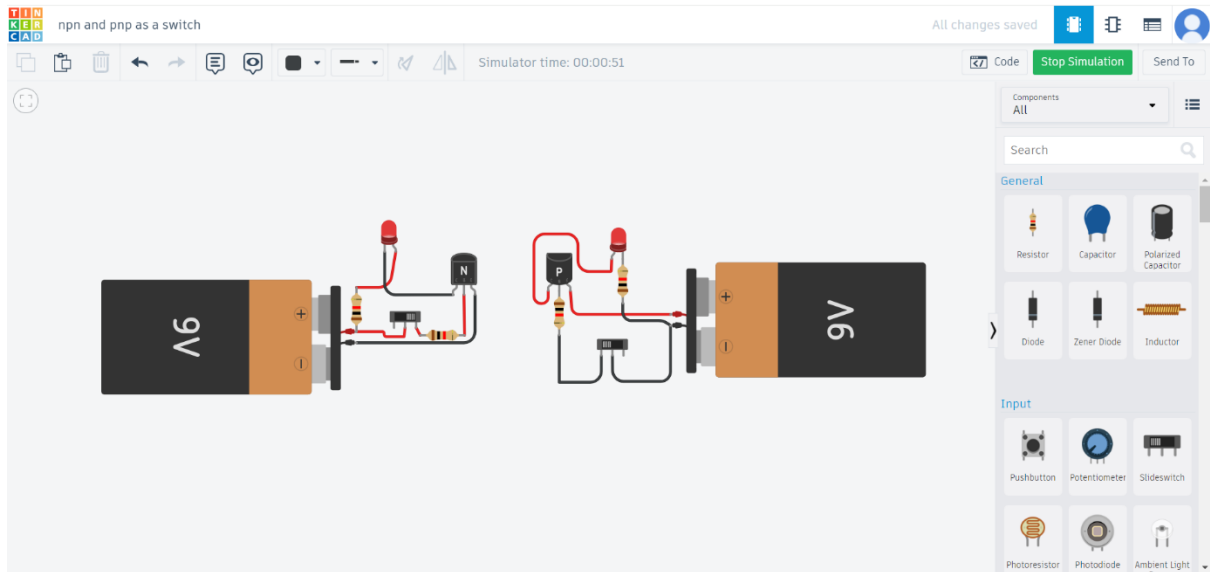 TIN
KER
CAD
npn and pnp as a switch
All changes saved
Simulator time: 00:00:51
Code
Stop Simulation
Send To
Components
All
Search
General
Resistor
Capacitor
Polarized
Capacitor
Diode
Zener Diode
Inductor
Input
Pushbutton
Potentiometer
Slideswitch
Photoresistor
Photodiode
Ambient Light
9V
+
N
P
+
9V